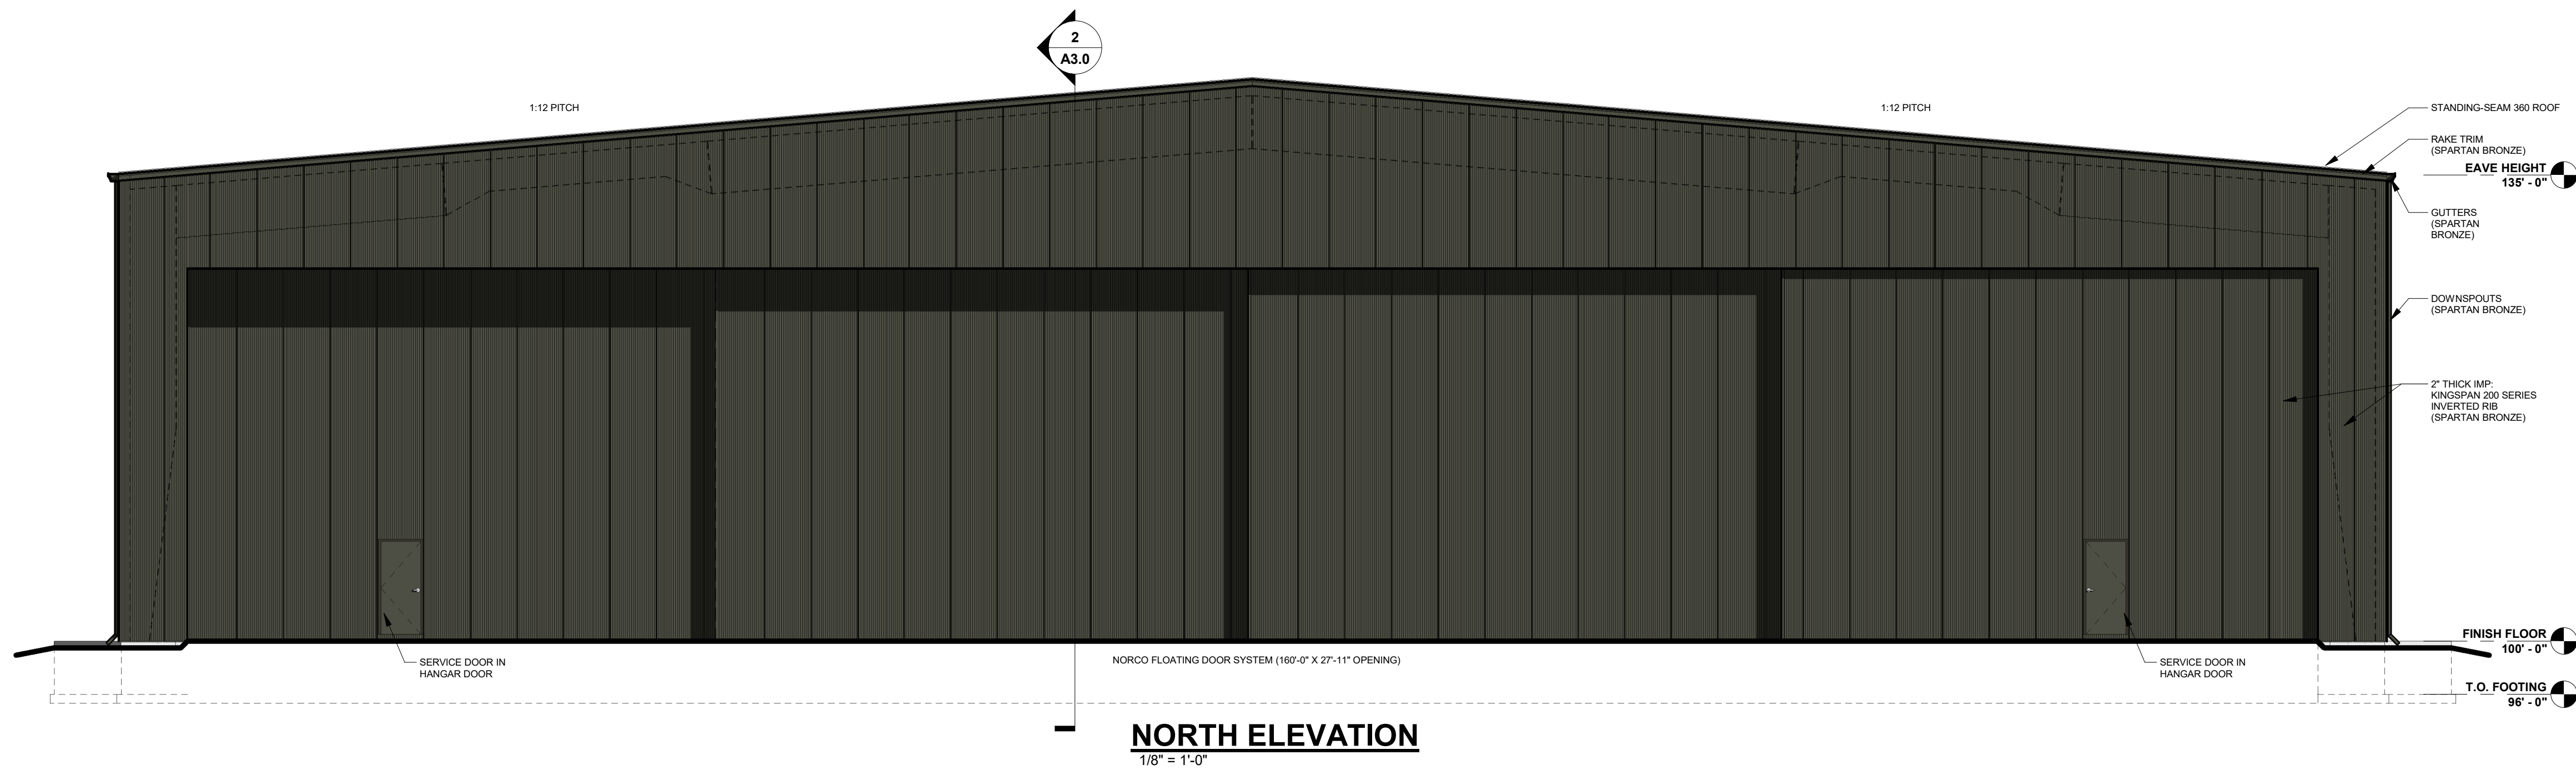 2
A3.0
1:12 PITCH
1:12 PITCH
STANDING-SEAM 360 ROOF
RAKE TRIM
(SPARTAN BRONZE)
EAVE HEIGHT
135' - 0"
GUTTERS
(SPARTAN
BRONZE)
DOWNSPOUTS
(SPARTAN BRONZE)
2" THICK IMP:
KINGSPAN 200 SERIES
INVERTED RIB
(SPARTAN BRONZE)
FINISH FLOOR
100' - 0"
SERVICE DOOR IN
HANGAR DOOR
NORCO FLOATING DOOR SYSTEM (160'-0" X 27'-11" OPENING)
SERVICE DOOR IN
HANGAR DOOR
T.O. FOOTING
96' - 0"
NORTH ELEVATION
1/8" = 1'-0"